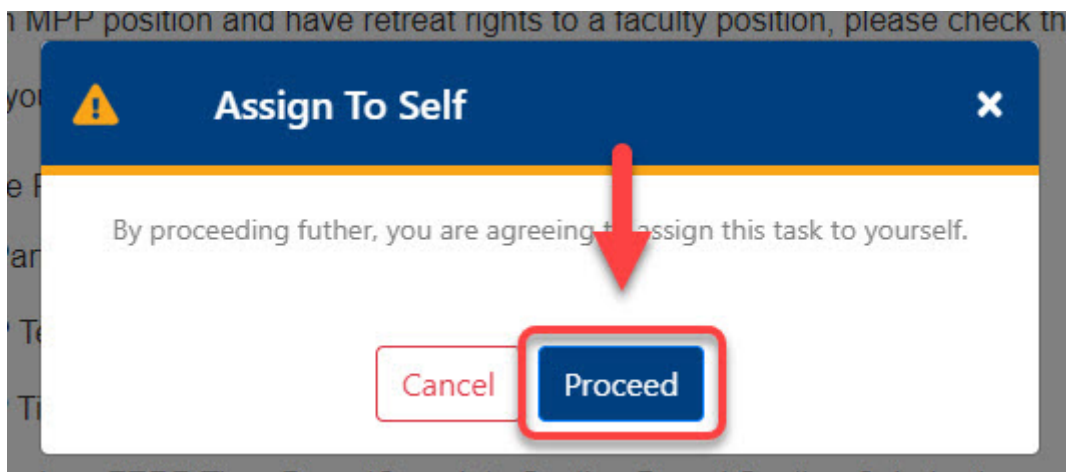 MPP position and have retreat rights to a faculty position, please check
Assign To Self
By proceeding futher, you are agreeing to assign this task to yourself.
Cancel Proceed